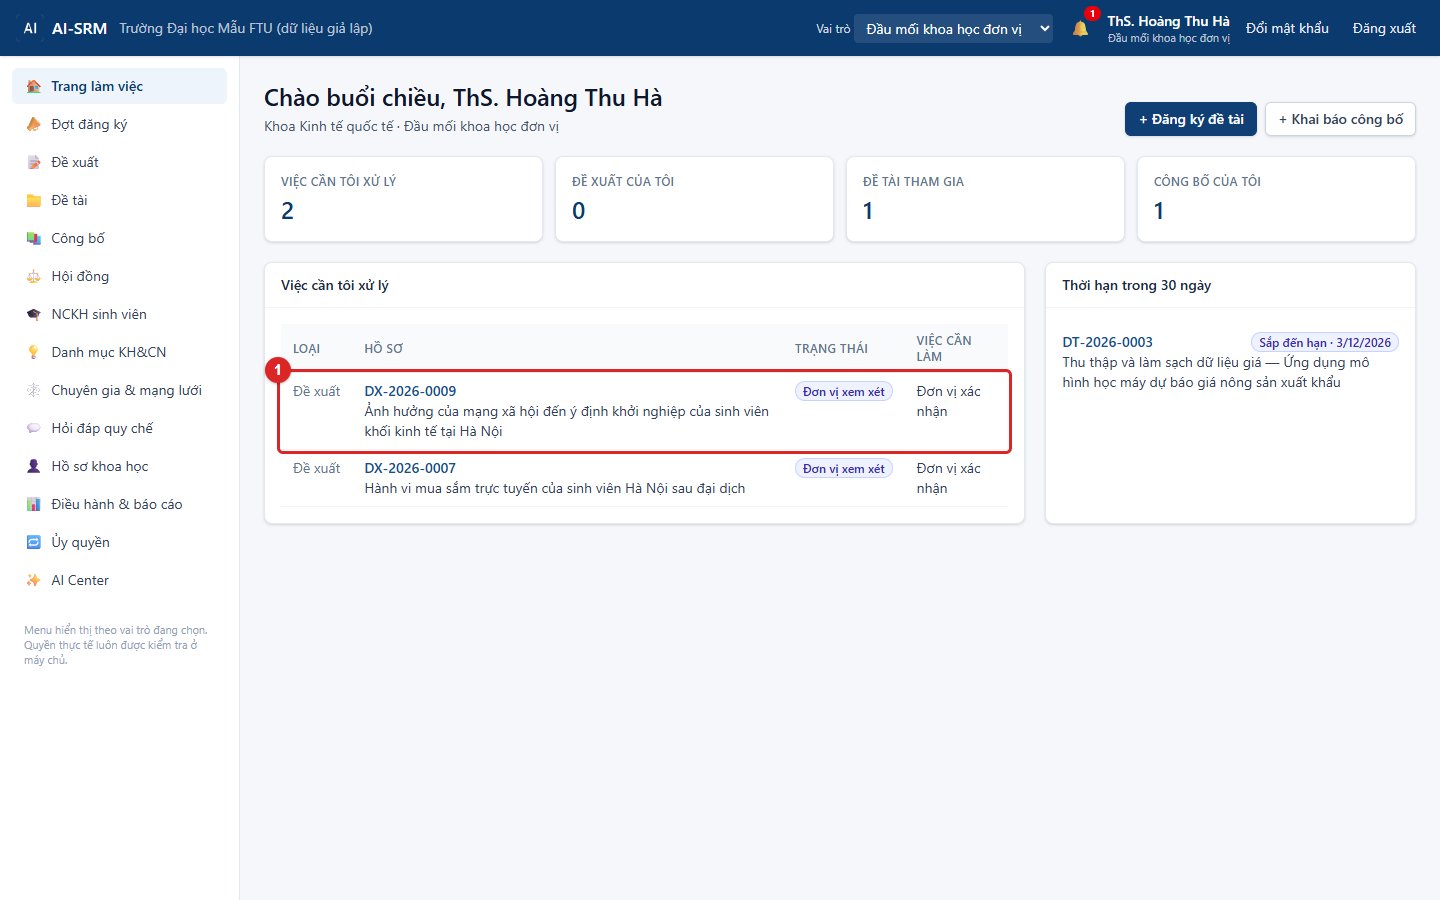 AI AI-SRM Trường Đại học Mẫu FTU (dữ liệu giả lập)
Vai trò Đầu mối khoa học đơn vị
1
ThS. Hoàng Thu Hà
Đầu mối khoa học đơn vị
Đổi mật khẩu
Đăng xuất
Trang làm việc
Đợt đăng ký
Đề xuất
Đề tài
Công bố
Hội đồng
NCKH sinh viên
Danh mục KH&CN
Chuyên gia & mạng lưới
Hỏi đáp quy chế
Hồ sơ khoa học
Điều hành & báo cáo
Ủy quyền
AI Center
Menu hiển thị theo vai trò đang chọn.
Quyền thực tế luôn được kiểm tra ở
máy chủ.
Chào buổi chiều, ThS. Hoàng Thu Hà
Khoa Kinh tế quốc tế · Đầu mối khoa học đơn vị
+ Đăng ký đề tài
+ Khai báo công bố
VIỆC CẦN TÔI XỬ LÝ
2
ĐỀ XUẤT CỦA TÔI
0
ĐỀ TÀI THAM GIA
1
CÔNG BỐ CỦA TÔI
1
Việc cần tôi xử lý
LOẠI HỒ SƠ TRẠNG THÁI VIỆC CẦN
LÀM
1
Đề xuất DX-2026-0009 Đơn vị xem xét Đơn vị xác
Ảnh hưởng của mạng xã hội đến ý định khởi nghiệp của sinh viên nhận
khối kinh tế tại Hà Nội
Đề xuất DX-2026-0007 Đơn vị xem xét Đơn vị xác
Hành vi mua sắm trực tuyến của sinh viên Hà Nội sau đại dịch nhận
Thời hạn trong 30 ngày
DT-2026-0003 Sắp đến hạn · 3/12/2026
Thu thập và làm sạch dữ liệu giá — Ứng dụng mô
hình học máy dự báo giá nông sản xuất khẩu